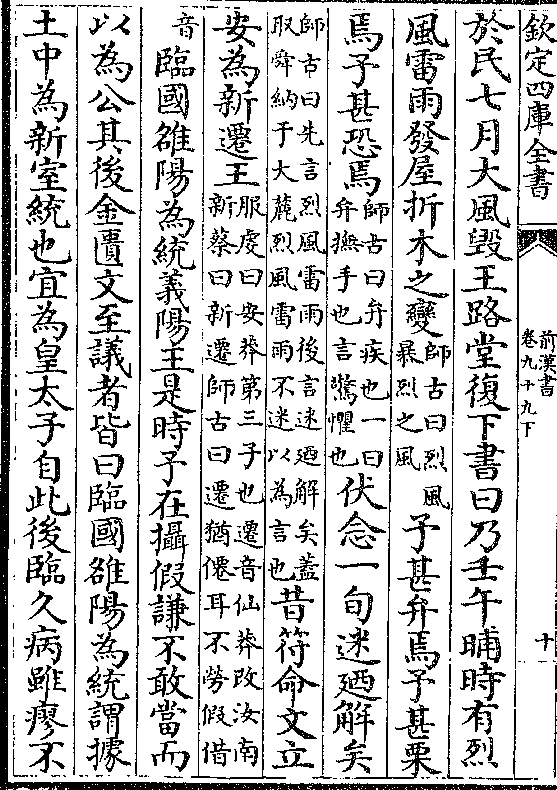 欽定四庫全書
前漢書
卷九十九下
十
於民七月大風毀王路堂復下書曰乃壬午晡時有烈
風雷雨發屋折木之變師古曰烈風暴烈之風予甚弁焉予甚栗
焉予甚恐焉師古曰弁疾也一曰弁撫手也言驚懼也伏念一旬迷廼解矣
師古曰先言烈風雷雨後言迷廼解矣蓋取舜納于大麓烈風雷雨不迷以為言也昔符命文立
安為新遷王服虔曰安莽第三子也遷音仙莽改汝南新蔡曰新遷師古曰遷猶僊耳不勞假借
音臨國雒陽為統義陽王是時予在攝假謙不敢當而
以為公其後金匱文至議者皆曰臨國雒陽為統謂據
土中為新室統也宜為皇太子自此後臨久病雖瘳不